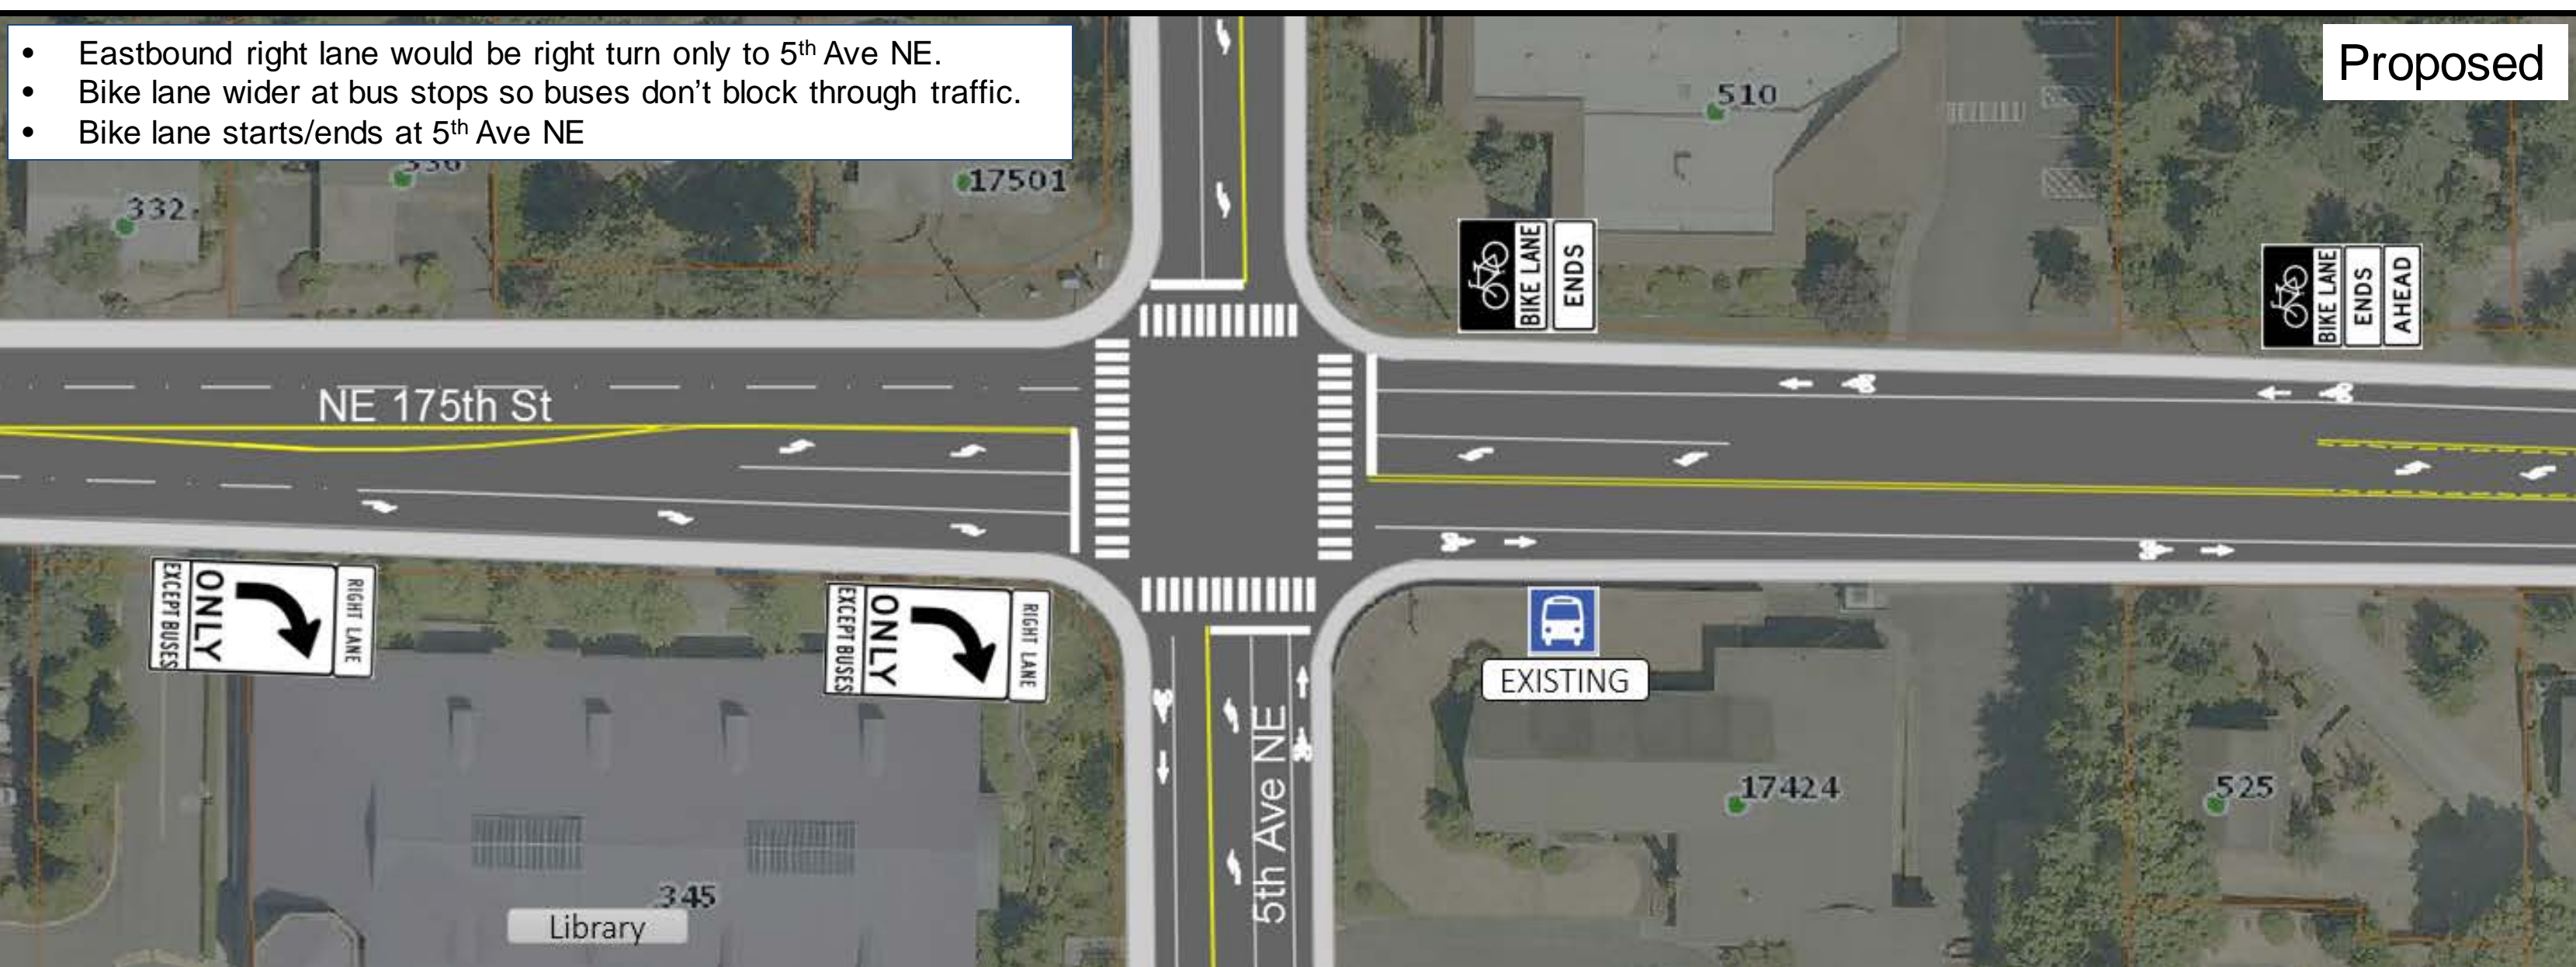 • Eastbound right lane would be right turn only to 5th Ave NE.
• Bike lane wider at bus stops so buses don’t block through traffic.
• Bike lane starts/ends at 5th Ave NE
Proposed
510
332
17501
BIKE LANE
ENDS
BIKE LANE
ENDS
AHEAD
NE 175th St
RIGHT LANE
ONLY
EXCEPT BUSES
RIGHT LANE
ONLY
EXCEPT BUSES
EXISTING
5th Ave NE
17424
525
345
Library